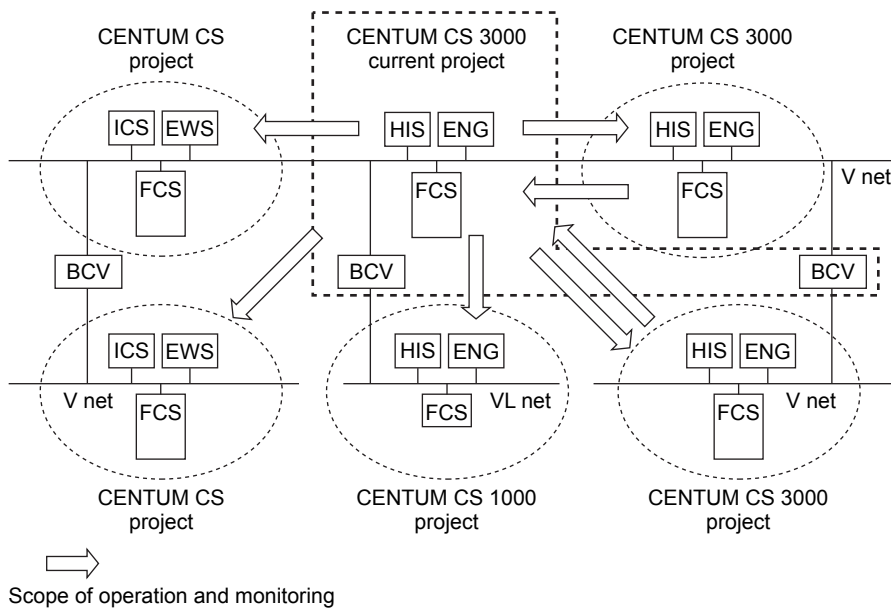 CENTUM CS
project
CENTUM CS 3000
current project
CENTUM CS 3000
project
ICS
EWS
HIS
ENG
HIS
ENG
FCS
FCS
FCS
V net
BCV
BCV
BCV
ICS
EWS
HIS
ENG
HIS
ENG
V net
FCS
FCS
VL net
FCS
V net
CENTUM CS
project
CENTUM CS 1000
project
CENTUM CS 3000
project
Scope of operation and monitoring